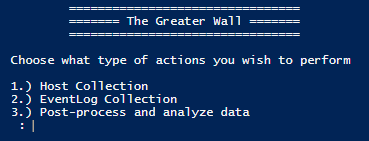 ================================
======= The Greater Wall =======
================================
Choose what type of actions you wish to perform
1.) Host Collection
2.) EventLog Collection
3.) Post-process and analyze data
: